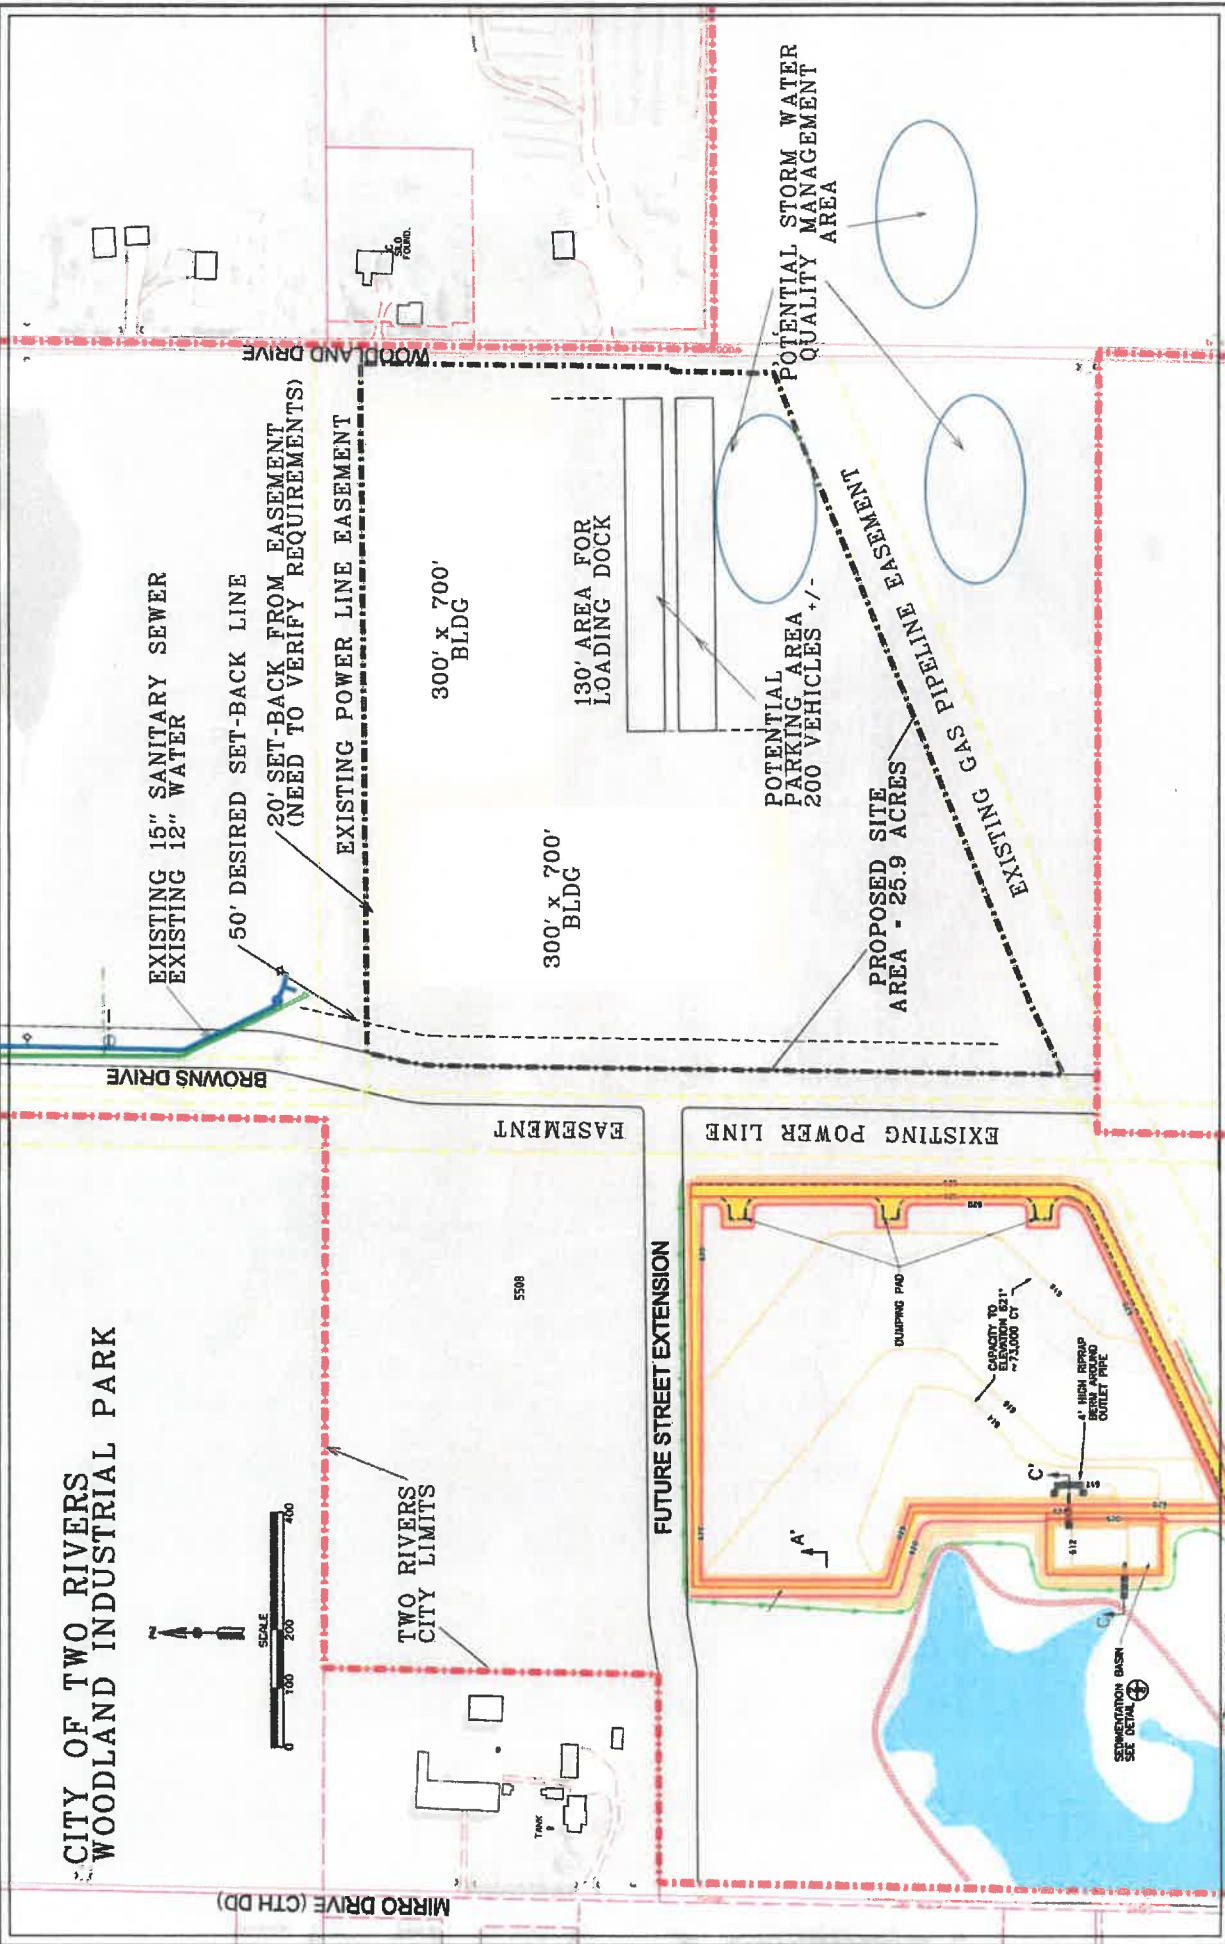 CITY OF TWO RIVERS
WOODLAND INDUSTRIAL PARK
N
SCALE
0 100 200 400
TWO RIVERS
CITY LIMITS
MIRRO DRIVE (CTH DD)
TANK
5508
FUTURE STREET EXTENSION
BROWNS DRIVE
EXISTING 15" SANITARY SEWER
EXISTING 12" WATER
50' DESIRED SET-BACK LINE
20' SET-BACK FROM EASEMENT
(NEED TO VERIFY REQUIREMENTS)
EXISTING POWER LINE EASEMENT
WOODLAND DRIVE
SILO
FOUND.
300' x 700'
BLDG
300' x 700'
BLDG
130' AREA FOR
LOADING DOCK
POTENTIAL
PARKING AREA
200 VEHICLES +/-
POTENTIAL STORM WATER
QUALITY MANAGEMENT
AREA
PROPOSED SITE
AREA - 25.9 ACRES
EXISTING GAS PIPELINE EASEMENT
EXISTING POWER LINE
EASEMENT
DUMPING PAD
CAPACITY TO
ELEVATION 621'
~73,000 CY
4' HIGH RIPRAP
BERM AROUND
OUTLET PIPE
A'
C'
C
612
620
SEDIMENTATION BASIN
SEE DETAIL